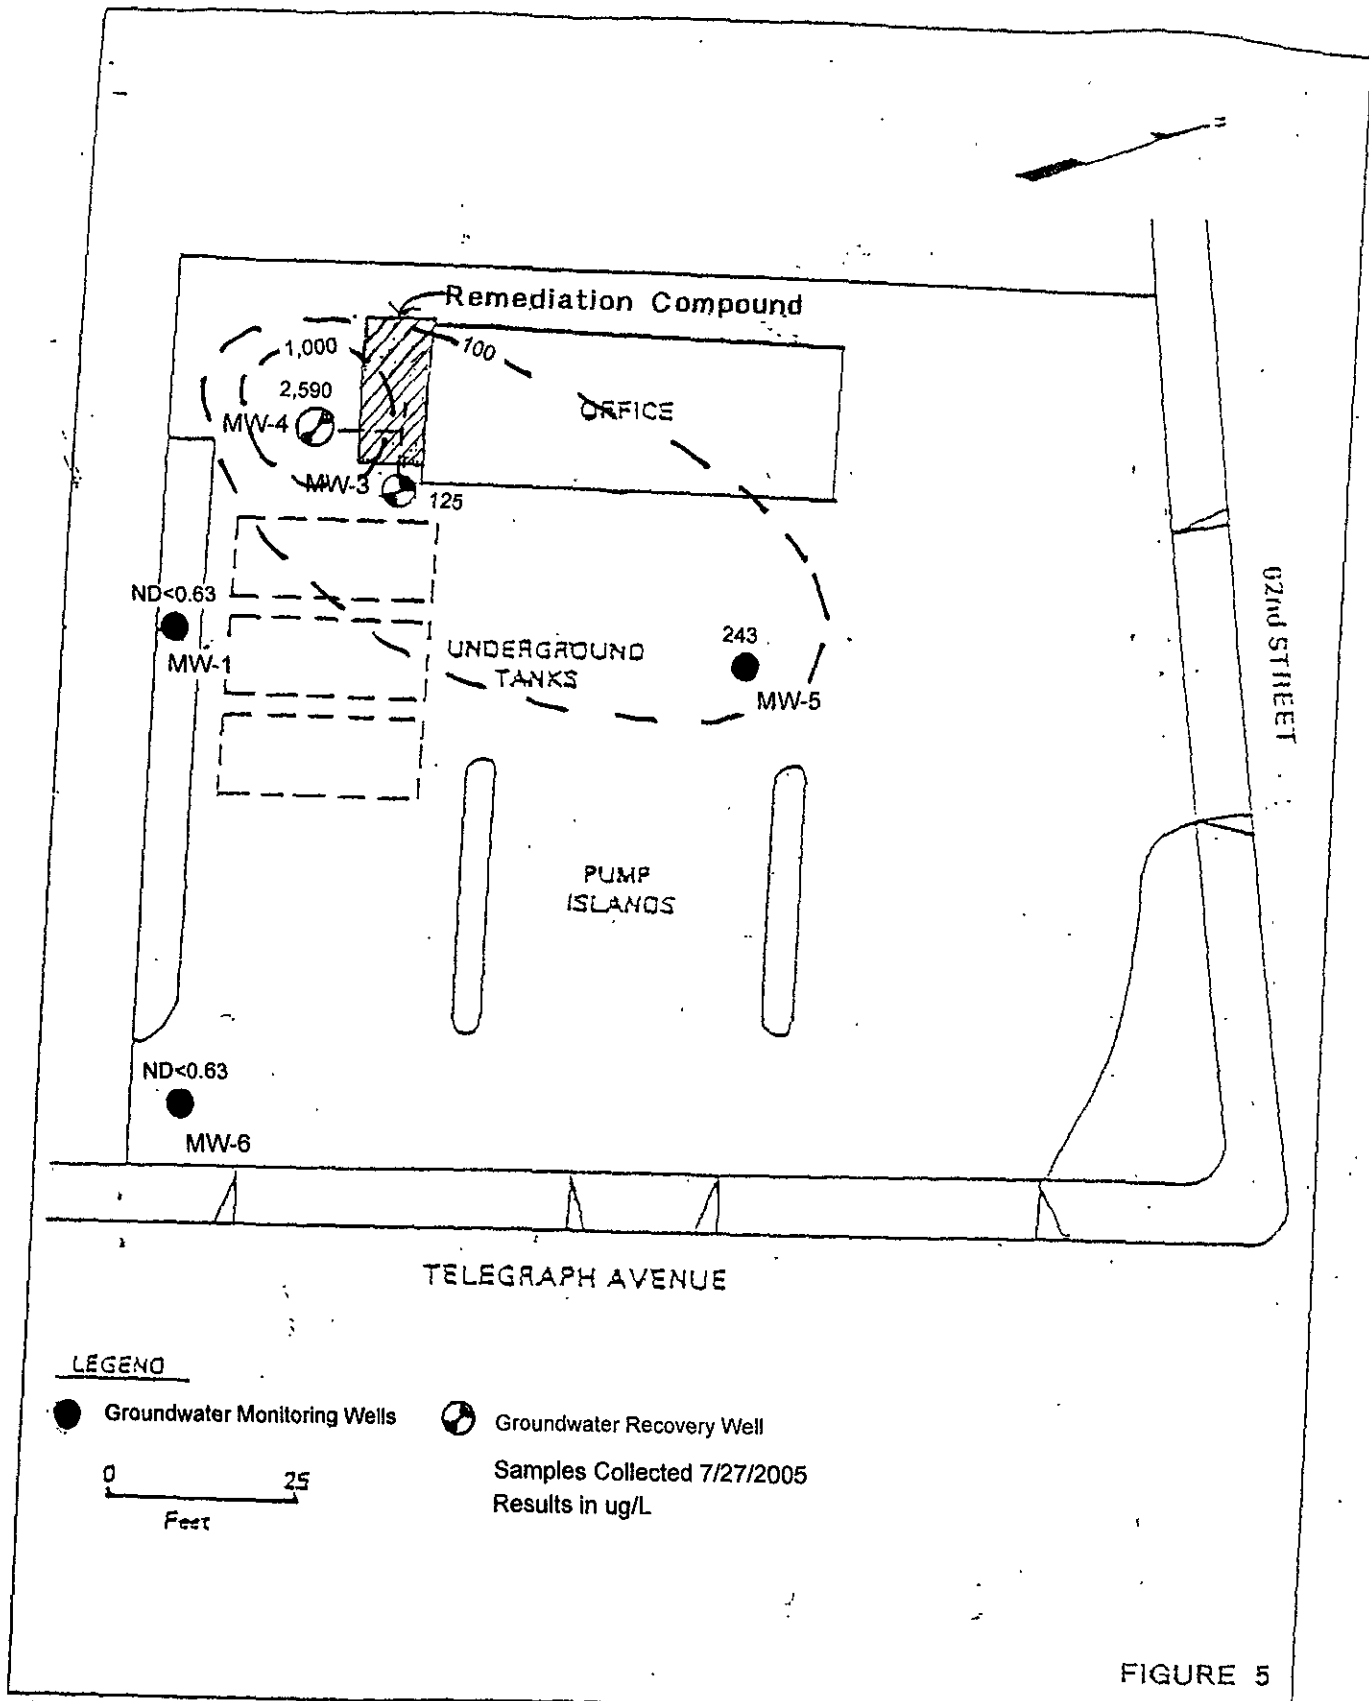 Remediation Compound
1,000
100
2,590
MW-4
OFFICE
MW-3
125
ND<0.63
MW-1
UNDERGROUND
TANKS
243
MW-5
62nd STREET
PUMP
ISLANDS
ND<0.63
MW-6
TELEGRAPH AVENUE
LEGEND
Groundwater Monitoring Wells
Groundwater Recovery Well
0 25
Feet
Samples Collected 7/27/2005
Results in ug/L
FIGURE 5